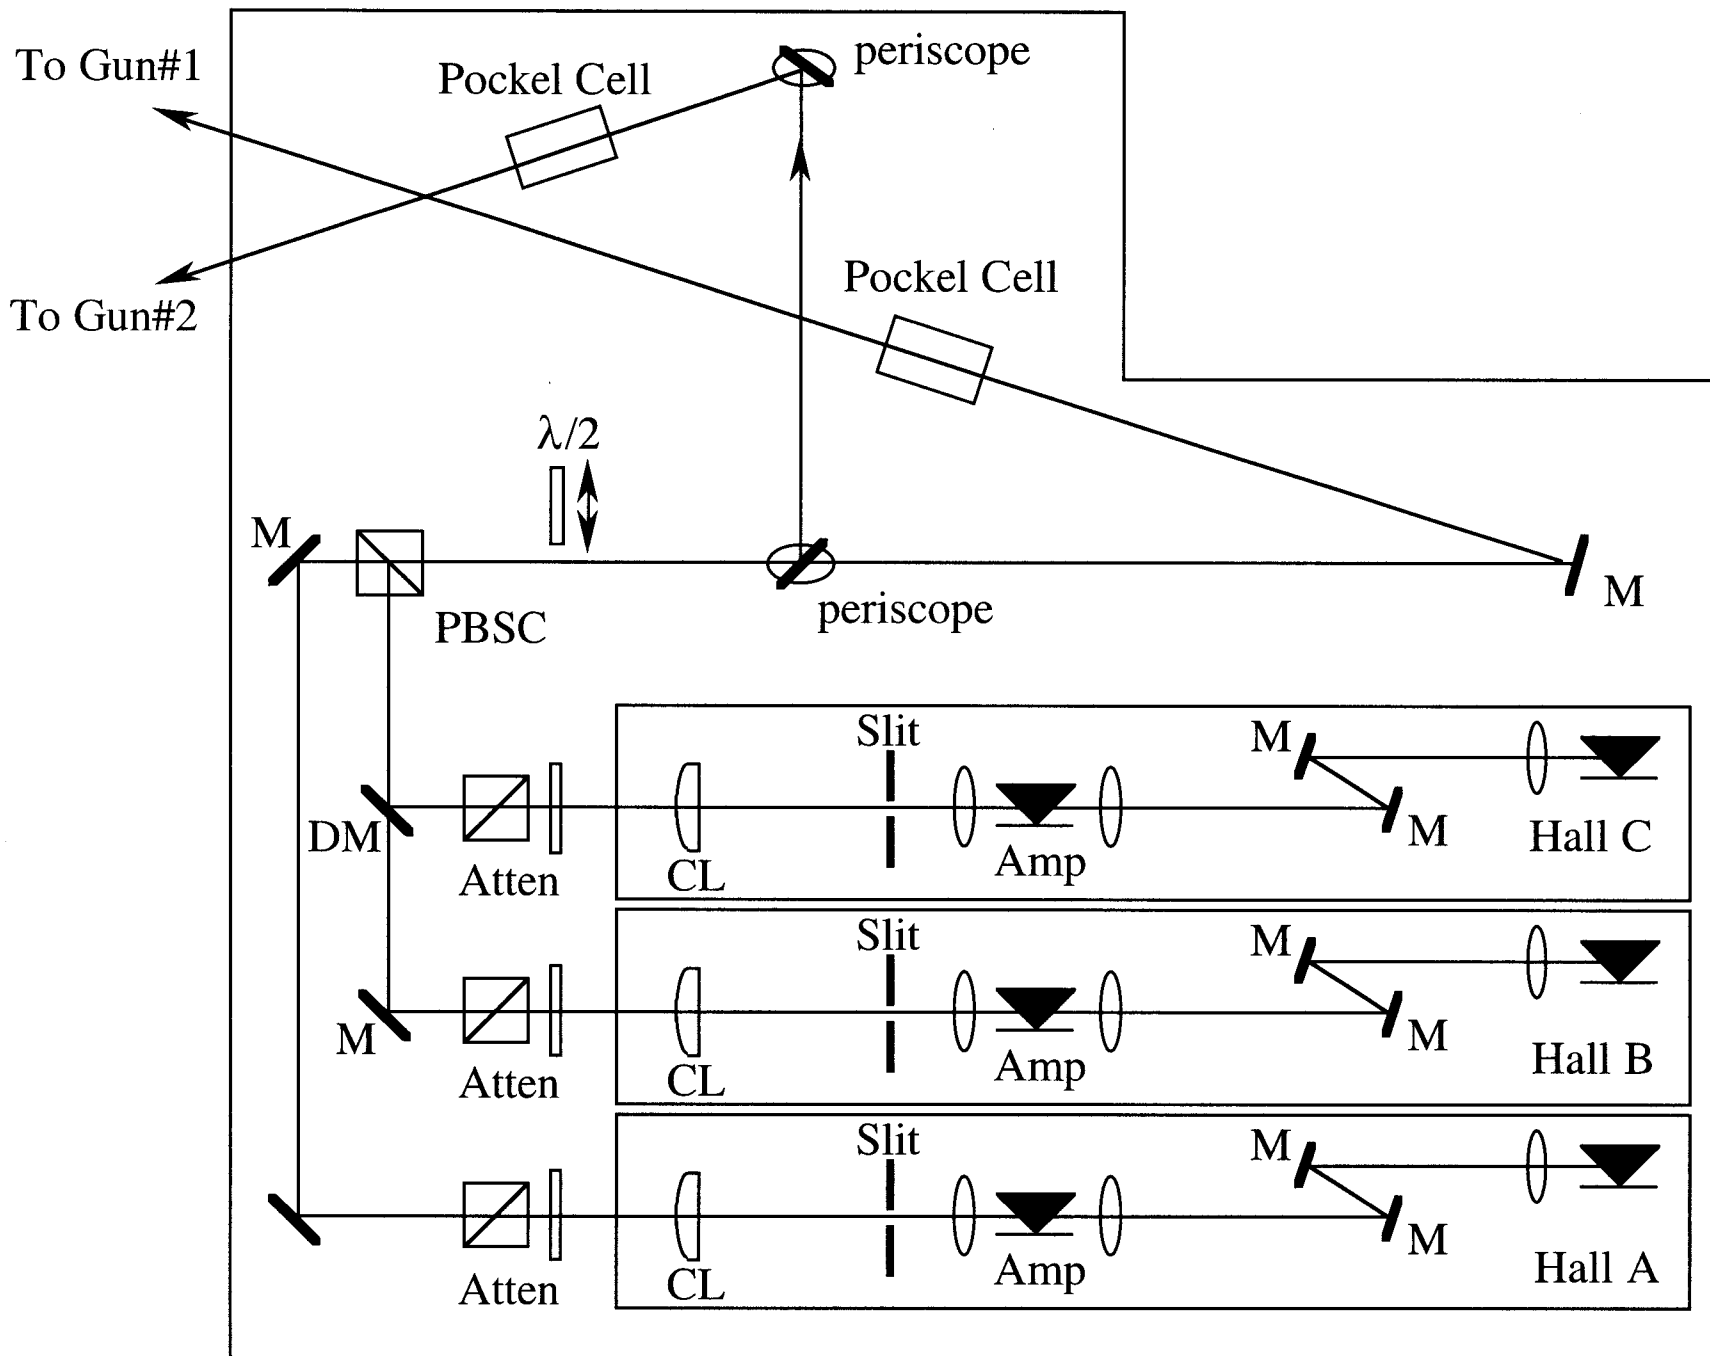 periscope
To Gun#1
Pockel Cell
Pockel Cell
To Gun#2
λ/2
M
M
periscope
PBSC
Slit
M
DM
M
Hall C
Amp
CL
Atten
Slit
M
M
M
Hall B
Amp
CL
Atten
Slit
M
M
Hall A
Amp
CL
Atten